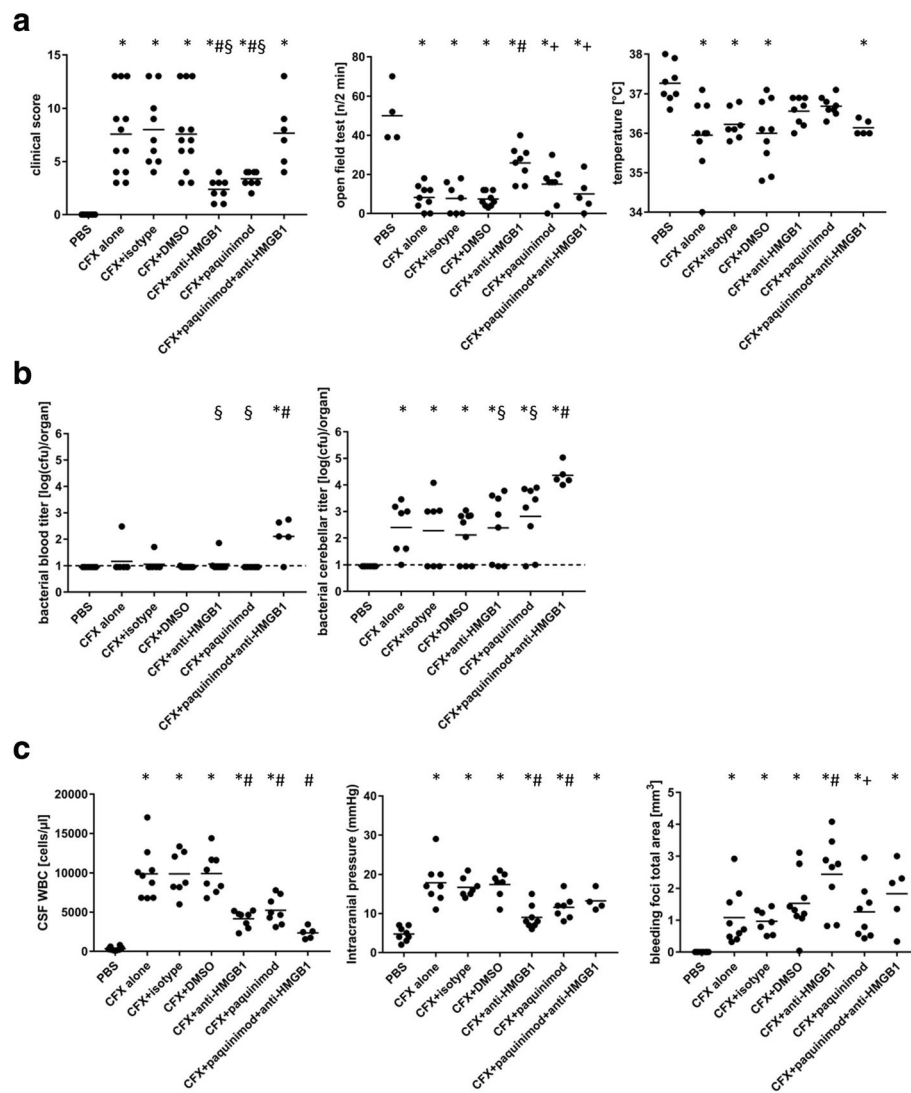 a
* * * *#§ *#§ *
clinical score
15
10
5
0
PBS
CFX alone
CFX+isotype
CFX+DMSO
CFX+anti-HMGB1
CFX+paquinimod
CFX+paquinimod+anti-HMGB1
* * * *# *+ *+
open field test [n/2 min]
80
60
40
20
0
PBS
CFX alone
CFX+isotype
CFX+DMSO
CFX+anti-HMGB1
CFX+paquinimod
CFX+paquinimod+anti-HMGB1
* * * *
temperature [°C]
38
37
36
35
34
PBS
CFX alone
CFX+isotype
CFX+DMSO
CFX+anti-HMGB1
CFX+paquinimod
CFX+paquinimod+anti-HMGB1
b
§ § *#
bacterial blood titer [log(cfu)/organ]
6
5
4
3
2
1
0
PBS
CFX alone
CFX+isotype
CFX+DMSO
CFX+anti-HMGB1
CFX+paquinimod
CFX+paquinimod+anti-HMGB1
* * * *§ *§ *#
bacterial cerebellar titer [log(cfu)/organ]
6
5
4
3
2
1
0
PBS
CFX alone
CFX+isotype
CFX+DMSO
CFX+anti-HMGB1
CFX+paquinimod
CFX+paquinimod+anti-HMGB1
c
* * * *# *# #
CSF WBC [cells/µl]
20000
15000
10000
5000
0
PBS
CFX alone
CFX+isotype
CFX+DMSO
CFX+anti-HMGB1
CFX+paquinimod
CFX+paquinimod+anti-HMGB1
* * * *# *# *
Intracranial pressure (mmHg)
40
30
20
10
0
PBS
CFX alone
CFX+isotype
CFX+DMSO
CFX+anti-HMGB1
CFX+paquinimod
CFX+paquinimod+anti-HMGB1
* * * *# *+ *
bleeding foci total area [mm³]
5
4
3
2
1
0
PBS
CFX alone
CFX+isotype
CFX+DMSO
CFX+anti-HMGB1
CFX+paquinimod
CFX+paquinimod+anti-HMGB1